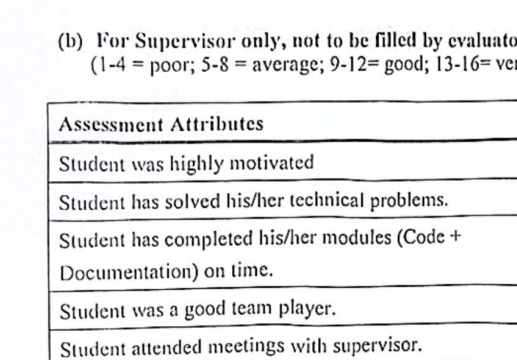 (b) For Supervisor only, not to be filled by
(1-4 = poor; 5-8 = average; 9-12= good; 13-16=
Assessment Attributes
Student was highly motivated
Student has solved his/her technical problems.
Student has completed his/her modules (Code +
Documentation) on time.
Student was a good team player.
Student attended meetings with supervisor.